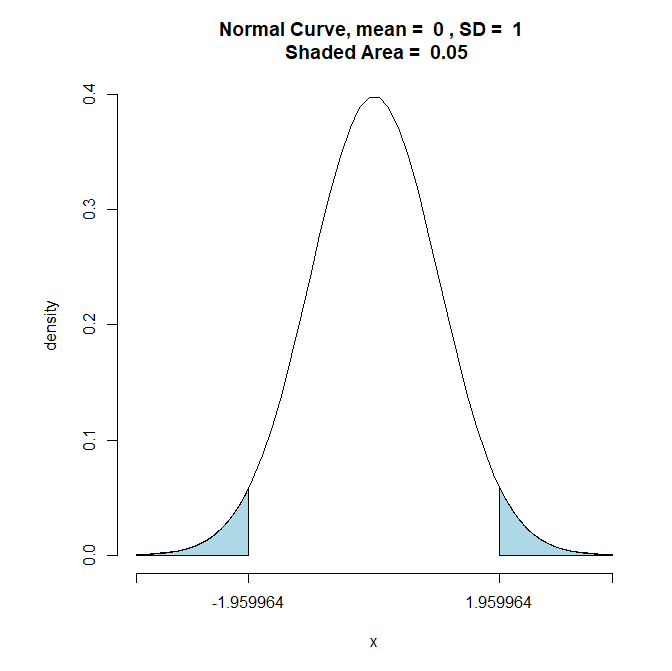 Normal Curve, mean =  0 , SD =  1
Shaded Area =  0.05
density
0.4
0.3
0.2
0.1
0.0
-1.959964
1.959964
x